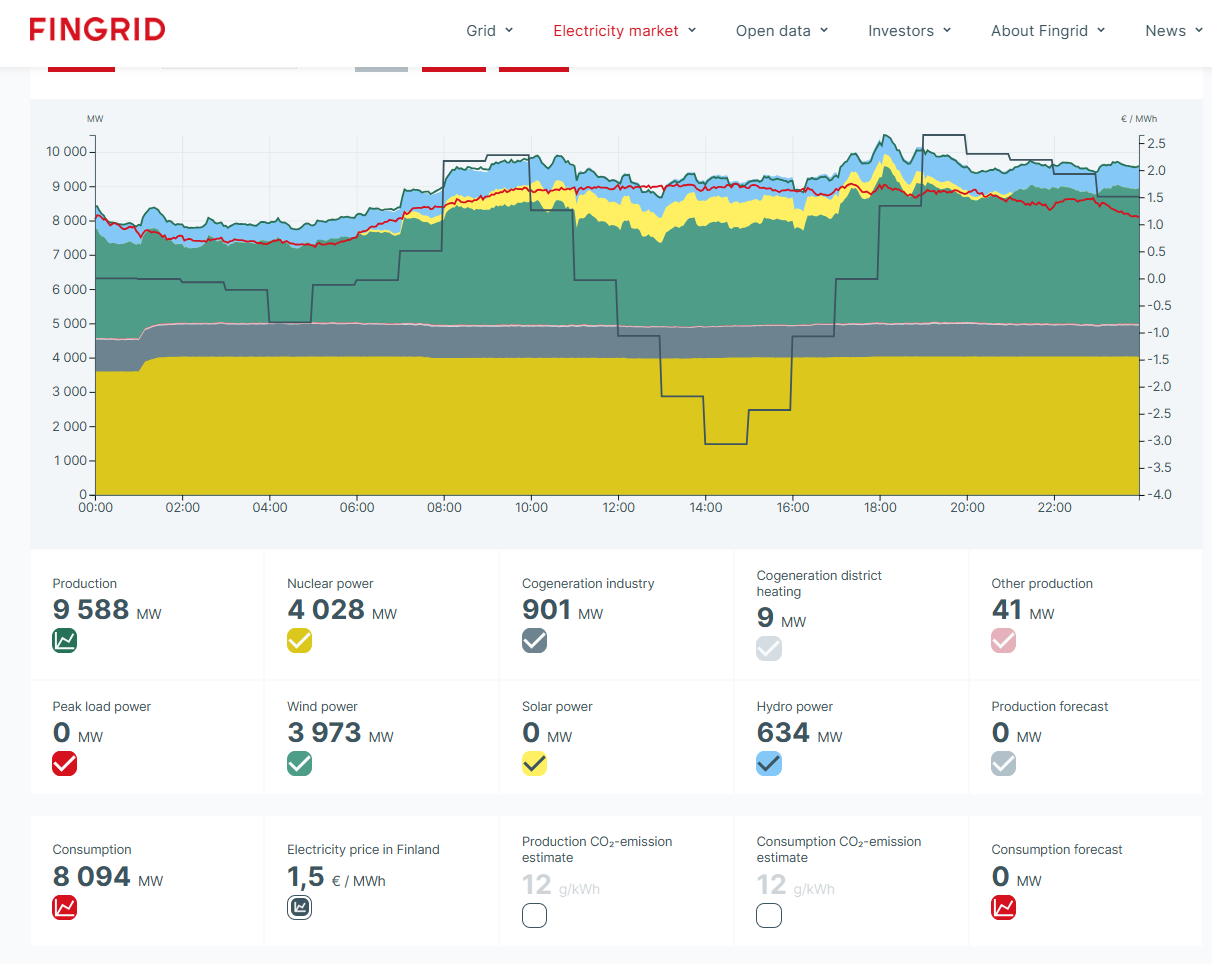 FINGRID
Grid Electricity market Open data Investors About Fingrid News
MW € / MWh
10 000
9 000
8 000
7 000
6 000
5 000
4 000
3 000
2 000
1 000
0
2.5
2.0
1.5
1.0
0.5
0.0
-0.5
-1.0
-1.5
-2.0
-2.5
-3.0
-3.5
-4.0
00:00 02:00 04:00 06:00 08:00 10:00 12:00 14:00 16:00 18:00 20:00 22:00
Production
9 588 MW
Nuclear power
4 028 MW
Cogeneration industry
901 MW
Cogeneration district
heating
9 MW
Other production
41 MW
Peak load power
0 MW
Wind power
3 973 MW
Solar power
0 MW
Hydro power
634 MW
Production forecast
0 MW
Consumption
8 094 MW
Electricity price in Finland
1,5 € / MWh
Production CO₂-emission
estimate
12 g/kWh
Consumption CO₂-emission
estimate
12 g/kWh
Consumption forecast
0 MW